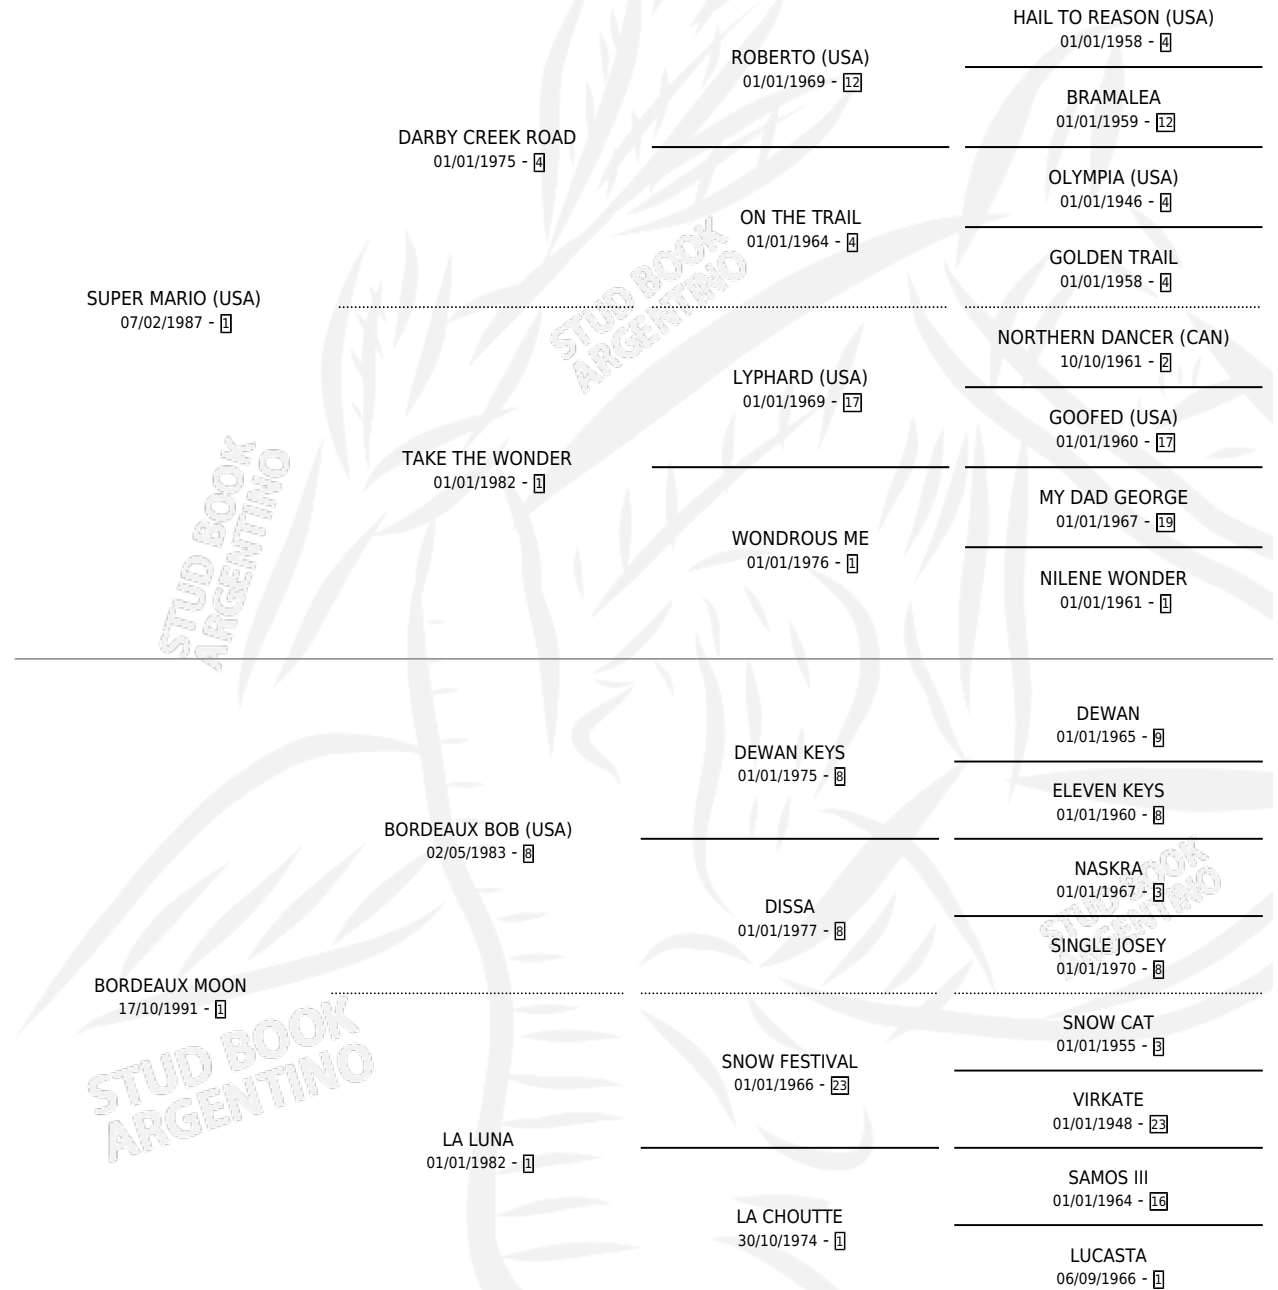 HAIL TO REASON (USA)
01/01/1958 - 4
ROBERTO (USA)
01/01/1969 - 12
BRAMALEA
01/01/1959 - 12
DARBY CREEK ROAD
01/01/1975 - 4
OLYMPIA (USA)
01/01/1946 - 4
ON THE TRAIL
01/01/1964 - 4
GOLDEN TRAIL
01/01/1958 - 4
SUPER MARIO (USA)
07/02/1987 - 1
NORTHERN DANCER (CAN)
10/10/1961 - 2
LYPHARD (USA)
01/01/1969 - 17
GOOFED (USA)
01/01/1960 - 17
TAKE THE WONDER
01/01/1982 - 1
MY DAD GEORGE
01/01/1967 - 19
WONDROUS ME
01/01/1976 - 1
NILENE WONDER
01/01/1961 - 1
DEWAN
01/01/1965 - 9
DEWAN KEYS
01/01/1975 - 8
ELEVEN KEYS
01/01/1960 - 8
BORDEAUX BOB (USA)
02/05/1983 - 8
NASKRA
01/01/1967 - 3
DISSA
01/01/1977 - 8
SINGLE JOSEY
01/01/1970 - 8
BORDEAUX MOON
17/10/1991 - 1
SNOW CAT
01/01/1955 - 3
SNOW FESTIVAL
01/01/1966 - 23
VIRKATE
01/01/1948 - 23
LA LUNA
01/01/1982 - 1
SAMOS III
01/01/1964 - 16
LA CHOUTTE
30/10/1974 - 1
LUCASTA
06/09/1966 - 1
STUD BOOK
ARGENTINO
STUD BOOK
ARGENTINO
STUD BOOK
ARGENTINO
STUD BOOK
ARGENTINO